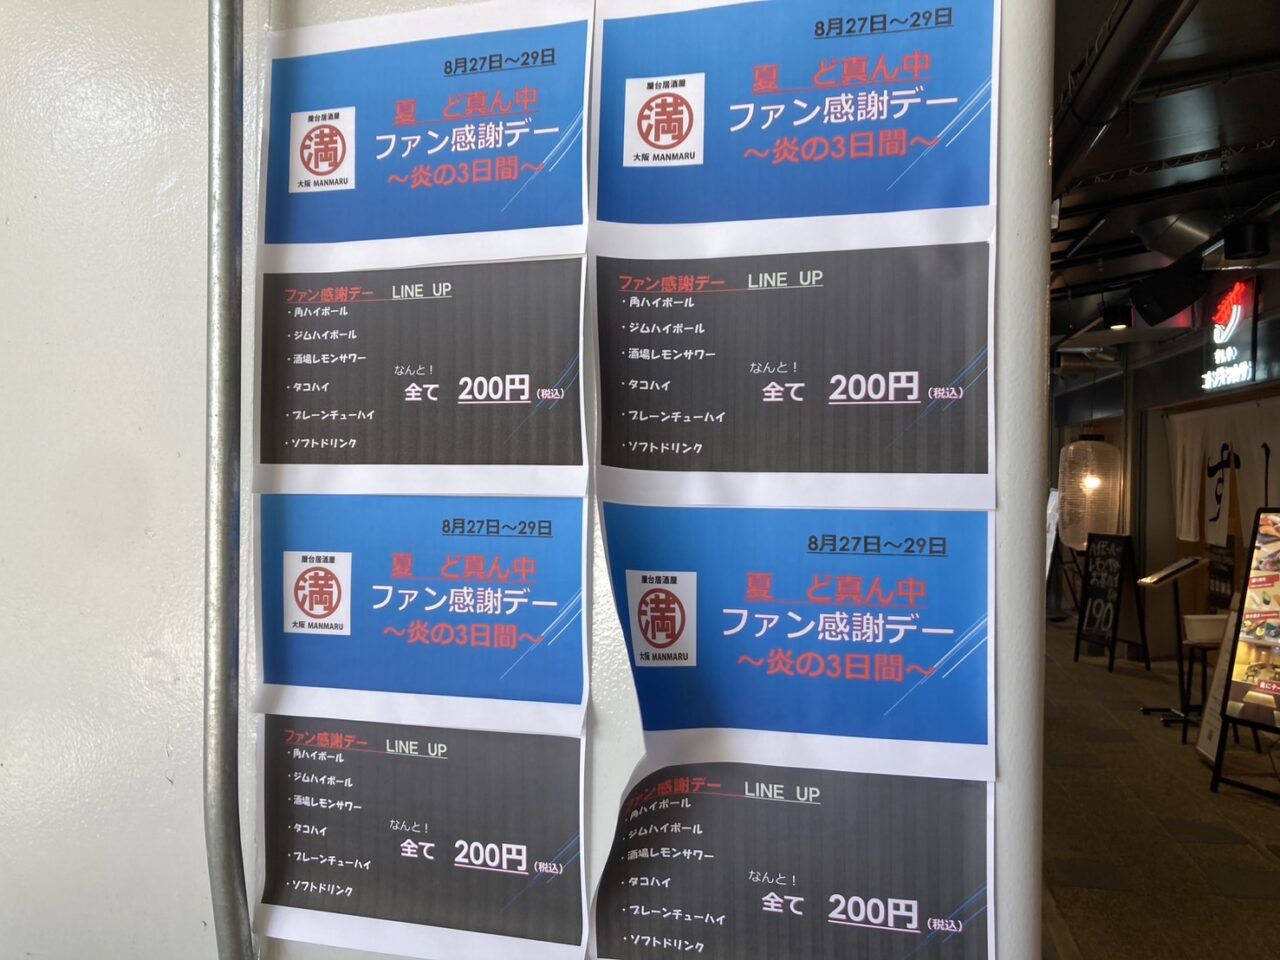 8月27日～29日
夏　ど真ん中
ファン感謝デー
～炎の3日間～
屋台居酒屋
満
大阪 MANMARU
8月27日～29日
夏　ど真ん中
ファン感謝デー
～炎の3日間～
屋台居酒屋
満
大阪 MANMARU
ファン感謝デー　LINE UP
・角ハイボール
・ジムハイボール
・酒場レモンサワー
・タコハイ
・プレーンチューハイ
・ソフトドリンク
なんと！
全て 200円（税込）
ファン感謝デー　LINE UP
・角ハイボール
・ジムハイボール
・酒場レモンサワー
・タコハイ
・プレーンチューハイ
・ソフトドリンク
なんと！
全て 200円（税込）
8月27日～29日
夏　ど真ん中
ファン感謝デー
～炎の3日間～
屋台居酒屋
満
大阪 MANMARU
8月27日～29日
夏　ど真ん中
ファン感謝デー
～炎の3日間～
屋台居酒屋
満
大阪 MANMARU
ファン感謝デー　LINE UP
・角ハイボール
・ジムハイボール
・酒場レモンサワー
・タコハイ
・プレーンチューハイ
・ソフトドリンク
なんと！
全て 200円（税込）
ファン感謝デー　LINE UP
・角ハイボール
・ジムハイボール
・酒場レモンサワー
・タコハイ
・プレーンチューハイ
・ソフトドリンク
なんと！
全て 200円（税込）
すし
ハイボール
190